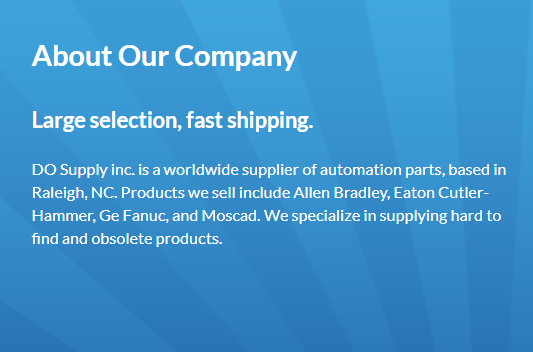 About Our Company
Large selection, fast shipping.
DO Supply inc. is a worldwide supplier of automation parts, based in
Raleigh, NC. Products we sell include Allen Bradley, Eaton Cutler-
Hammer, Ge Fanuc, and Moscad. We specialize in supplying hard to
find and obsolete products.